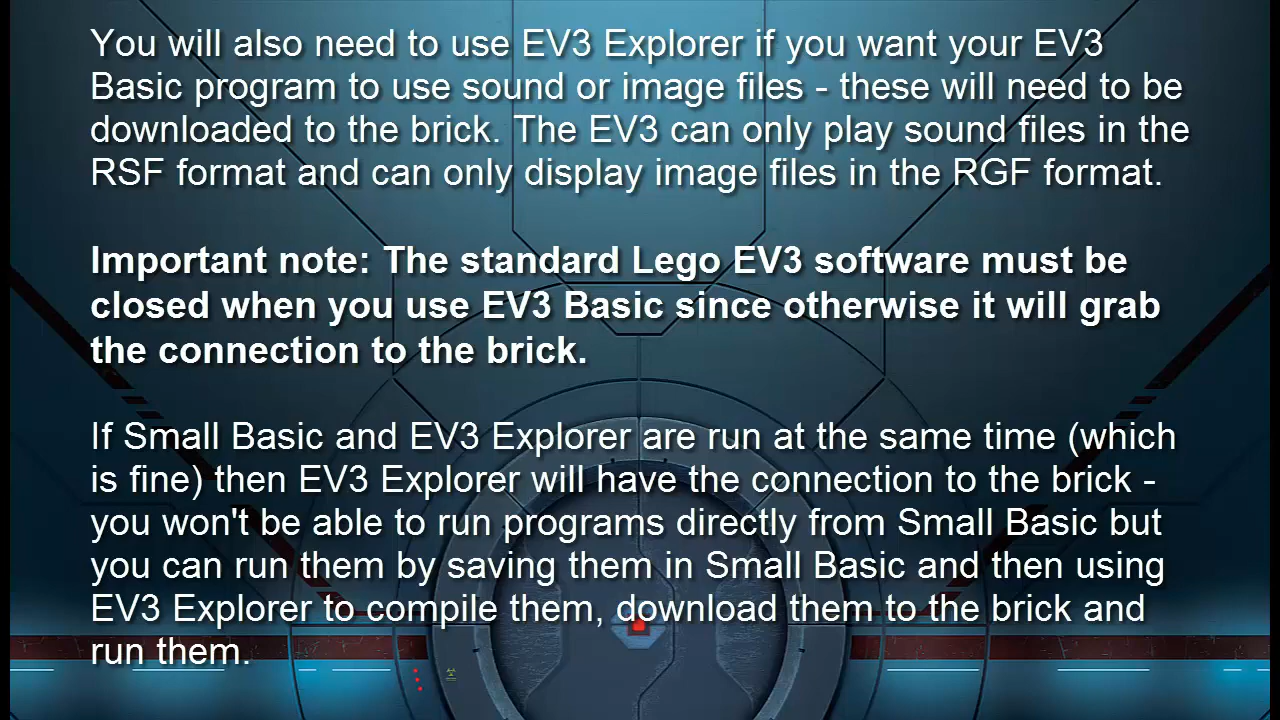 You will also need to use EV3 Explorer if you want your EV3
Basic program to use sound or image files - these will need to be
downloaded to the brick. The EV3 can only play sound files in the
RSF format and can only display image files in the RGF format.
Important note: The standard Lego EV3 software must be
closed when you use EV3 Basic since otherwise it will grab
the connection to the brick.
If Small Basic and EV3 Explorer are run at the same time (which
is fine) then EV3 Explorer will have the connection to the brick -
you won't be able to run programs directly from Small Basic but
you can run them by saving them in Small Basic and then using
EV3 Explorer to compile them, download them to the brick and
run them.